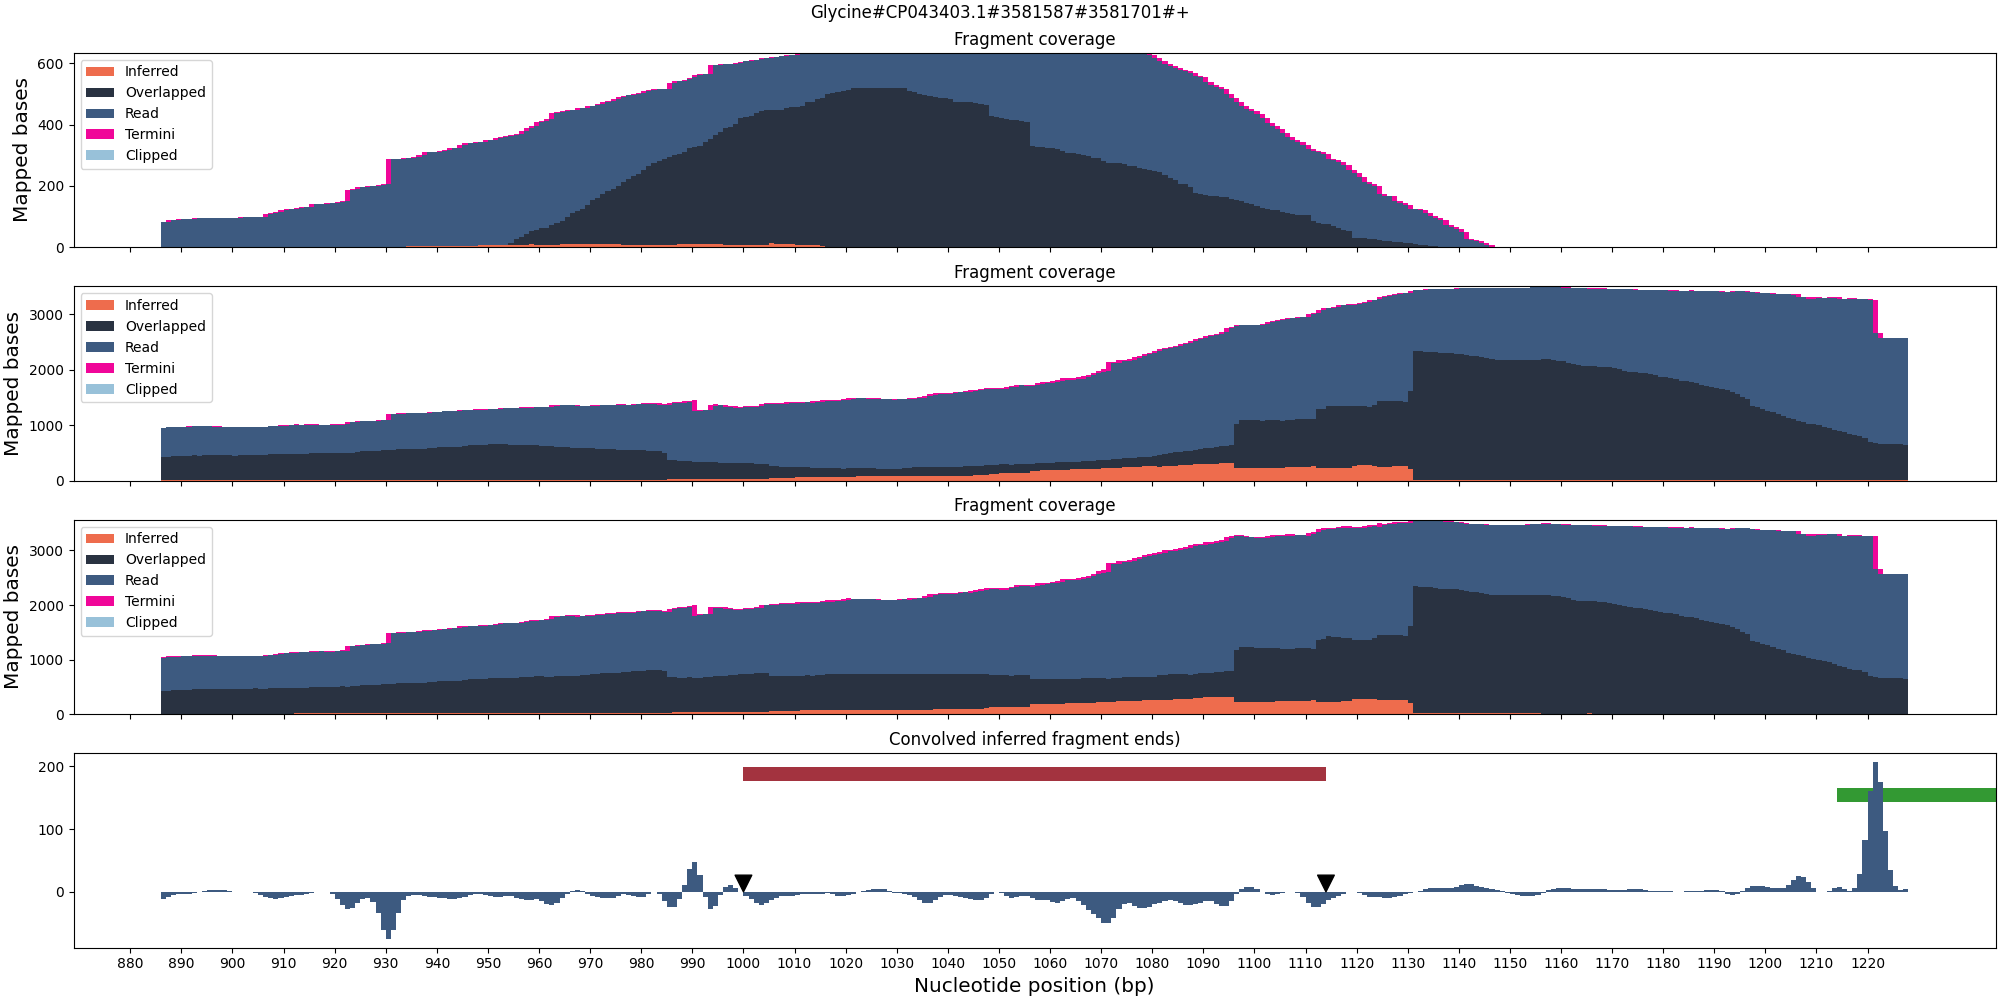 Glycine#CP043403.1#3581587#3581701#+
Fragment coverage
Mapped bases
600
400
200
0
Inferred
Overlapped
Read
Termini
Clipped
Fragment coverage
Mapped bases
3000
2000
1000
0
Inferred
Overlapped
Read
Termini
Clipped
Fragment coverage
Mapped bases
3000
2000
1000
0
Inferred
Overlapped
Read
Termini
Clipped
Convolved inferred fragment ends)
200
100
0
880 890 900 910 920 930 940 950 960 970 980 990 1000 1010 1020 1030 1040 1050 1060 1070 1080 1090 1100 1110 1120 1130 1140 1150 1160 1170 1180 1190 1200 1210 1220
Nucleotide position (bp)